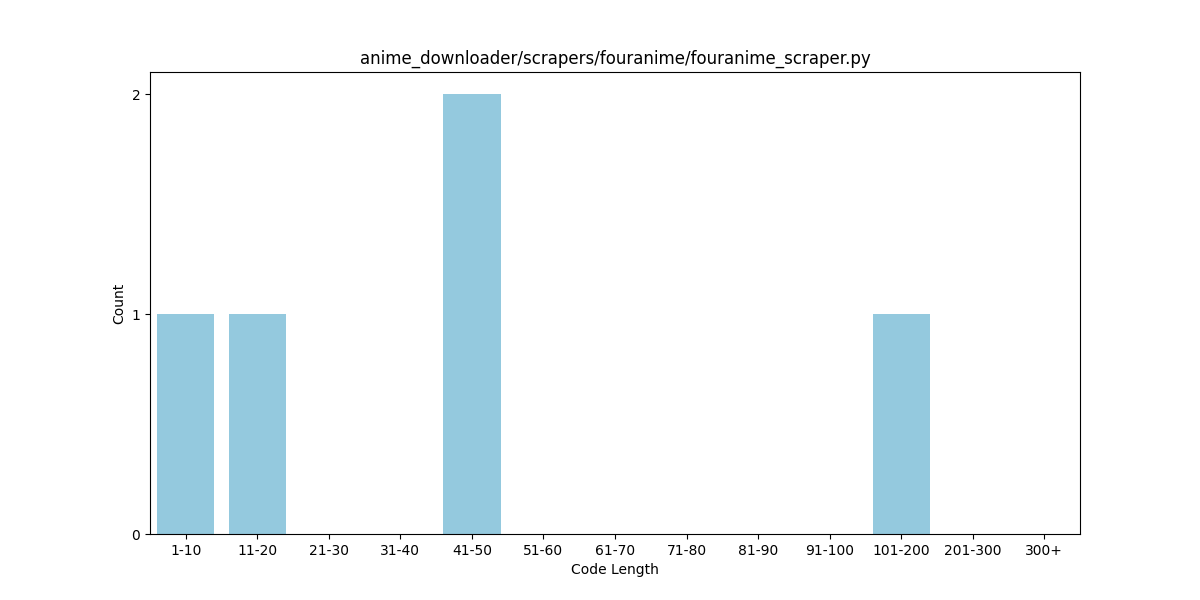 anime_downloader/scrapers/fouranime/fouranime_scraper.py
2
1
0
Count
1-10 11-20 21-30 31-40 41-50 51-60 61-70 71-80 81-90 91-100 101-200 201-300 300+
Code Length